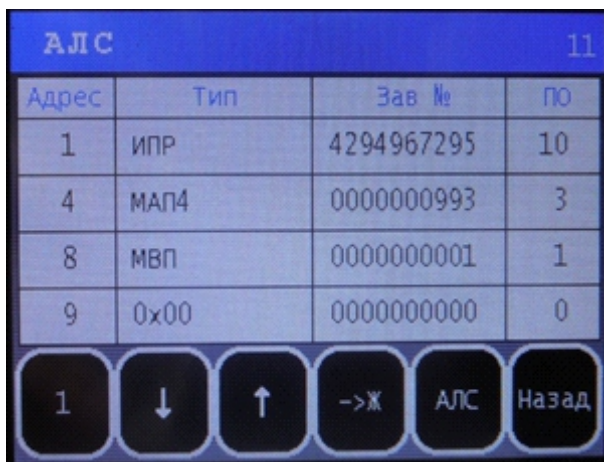 АЛС 11
Адрес Тип Зав № ПО
1 ИПР 4294967295 10
4 МАП4 0000000993 3
8 МВП 0000000001 1
9 0x00 0000000000 0
1 ↓ ↑ ->Ж АЛС Назад